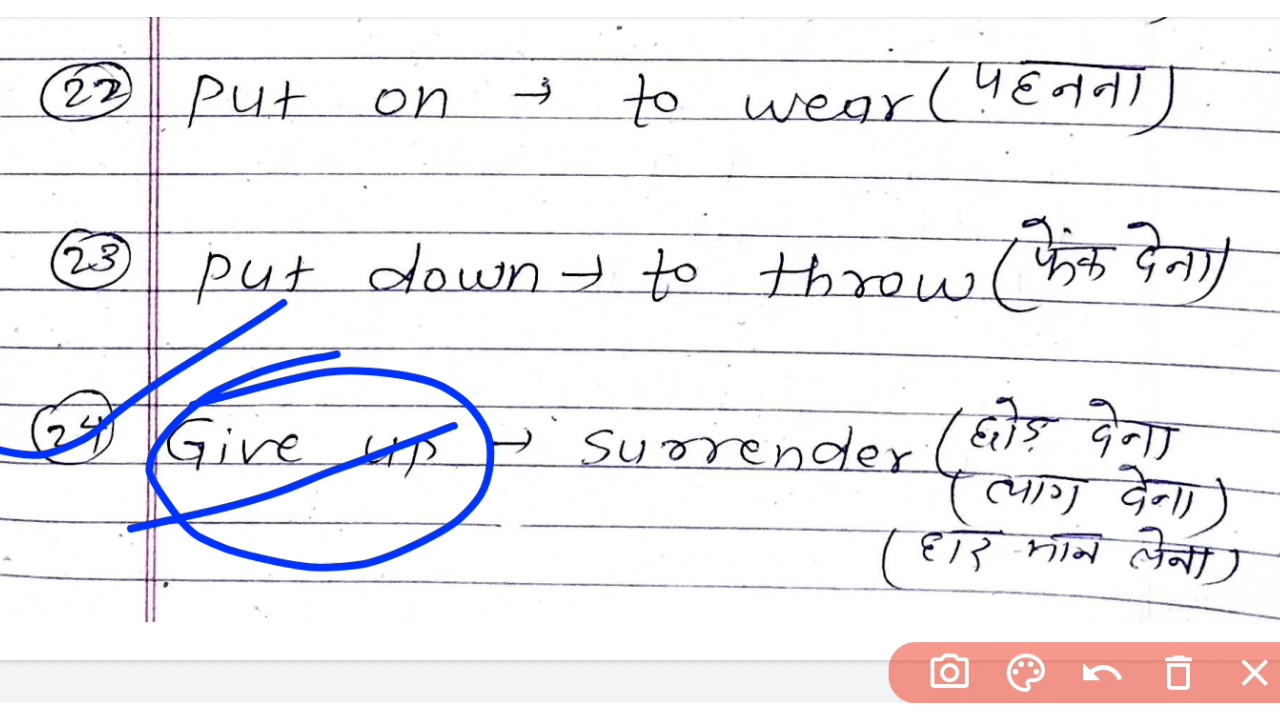 22 Put on → to wear (पहनना)
23 Put down → to throw (फेंक देना)
24 Give up → Surrender (छोड़ देना
(त्याग देना)
(हार मान लेना)